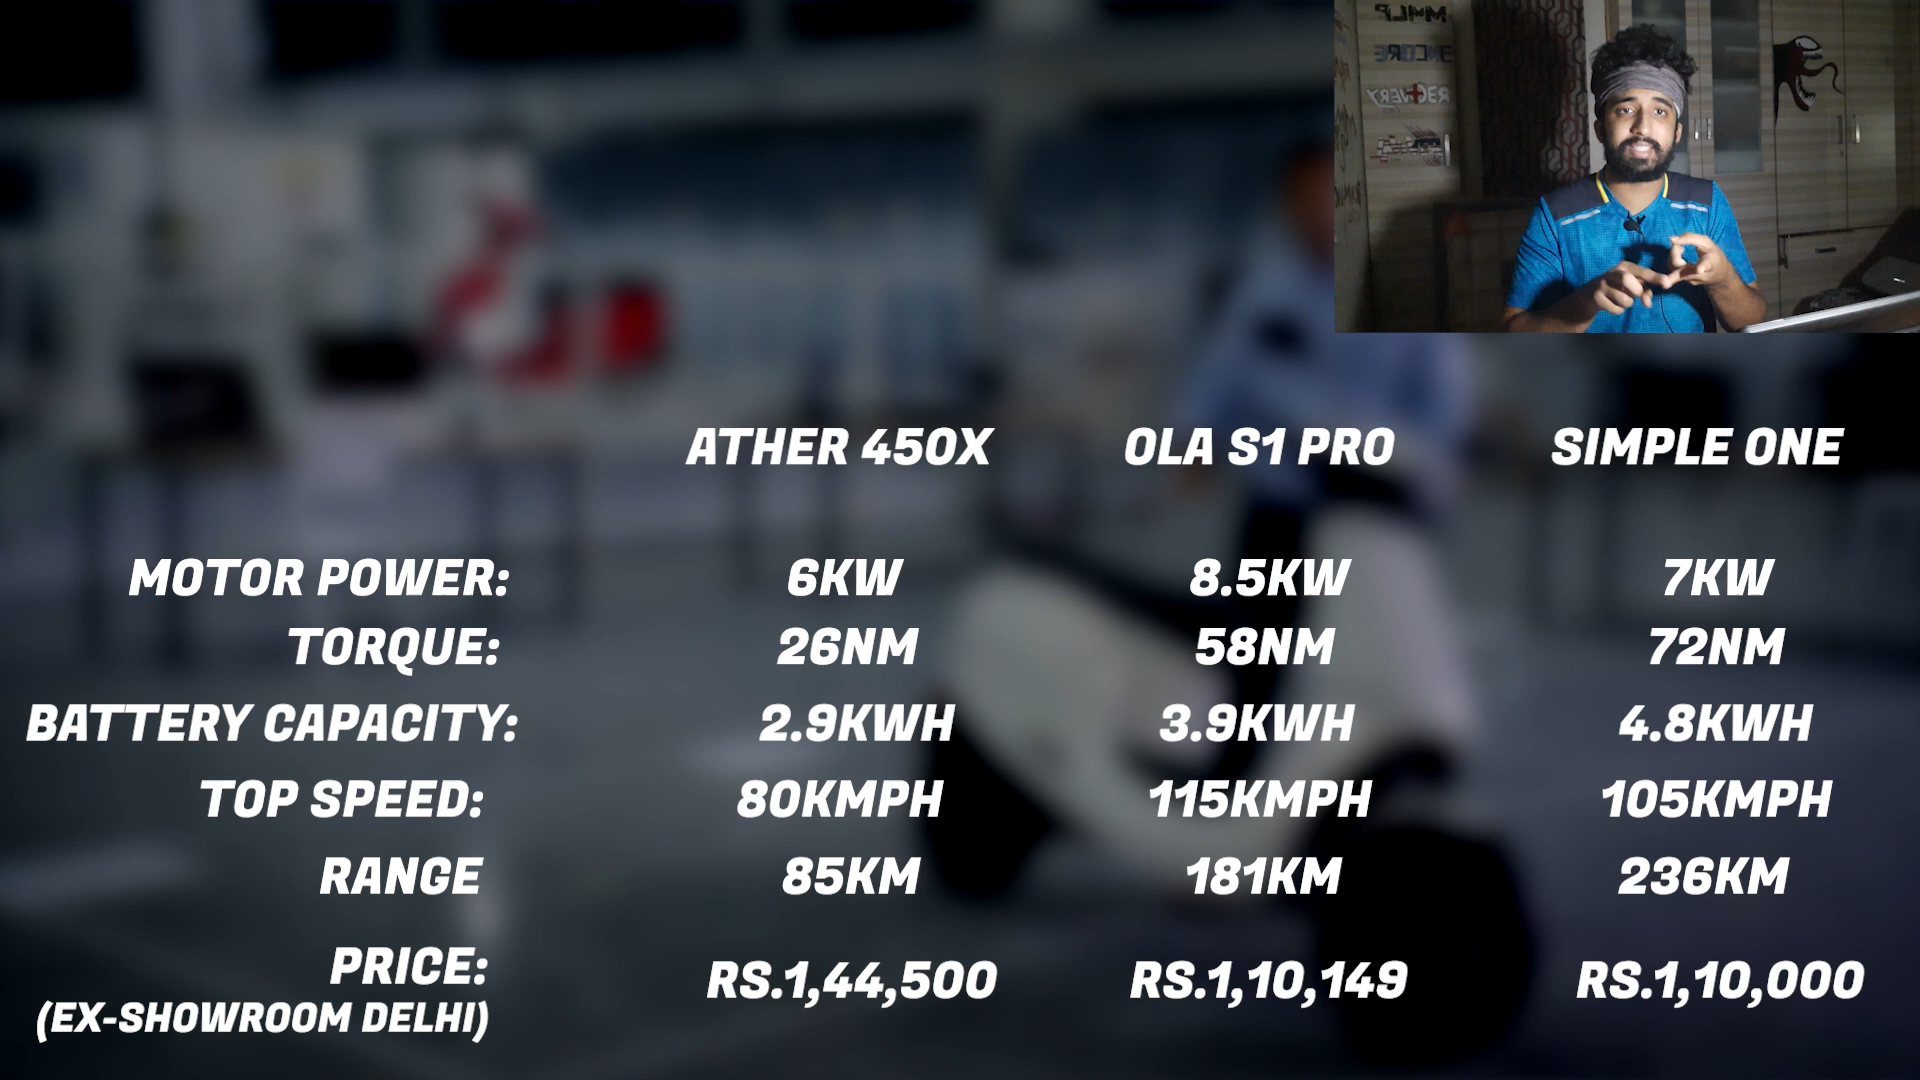 ATHER 450X OLA S1 PRO SIMPLE ONE
MOTOR POWER: 6KW 8.5KW 7KW
TORQUE: 26NM 58NM 72NM
BATTERY CAPACITY: 2.9KWH 3.9KWH 4.8KWH
TOP SPEED: 80KMPH 115KMPH 105KMPH
RANGE 85KM 181KM 236KM
PRICE: RS.1,44,500 RS.1,10,149 RS.1,10,000
(EX-SHOWROOM DELHI)